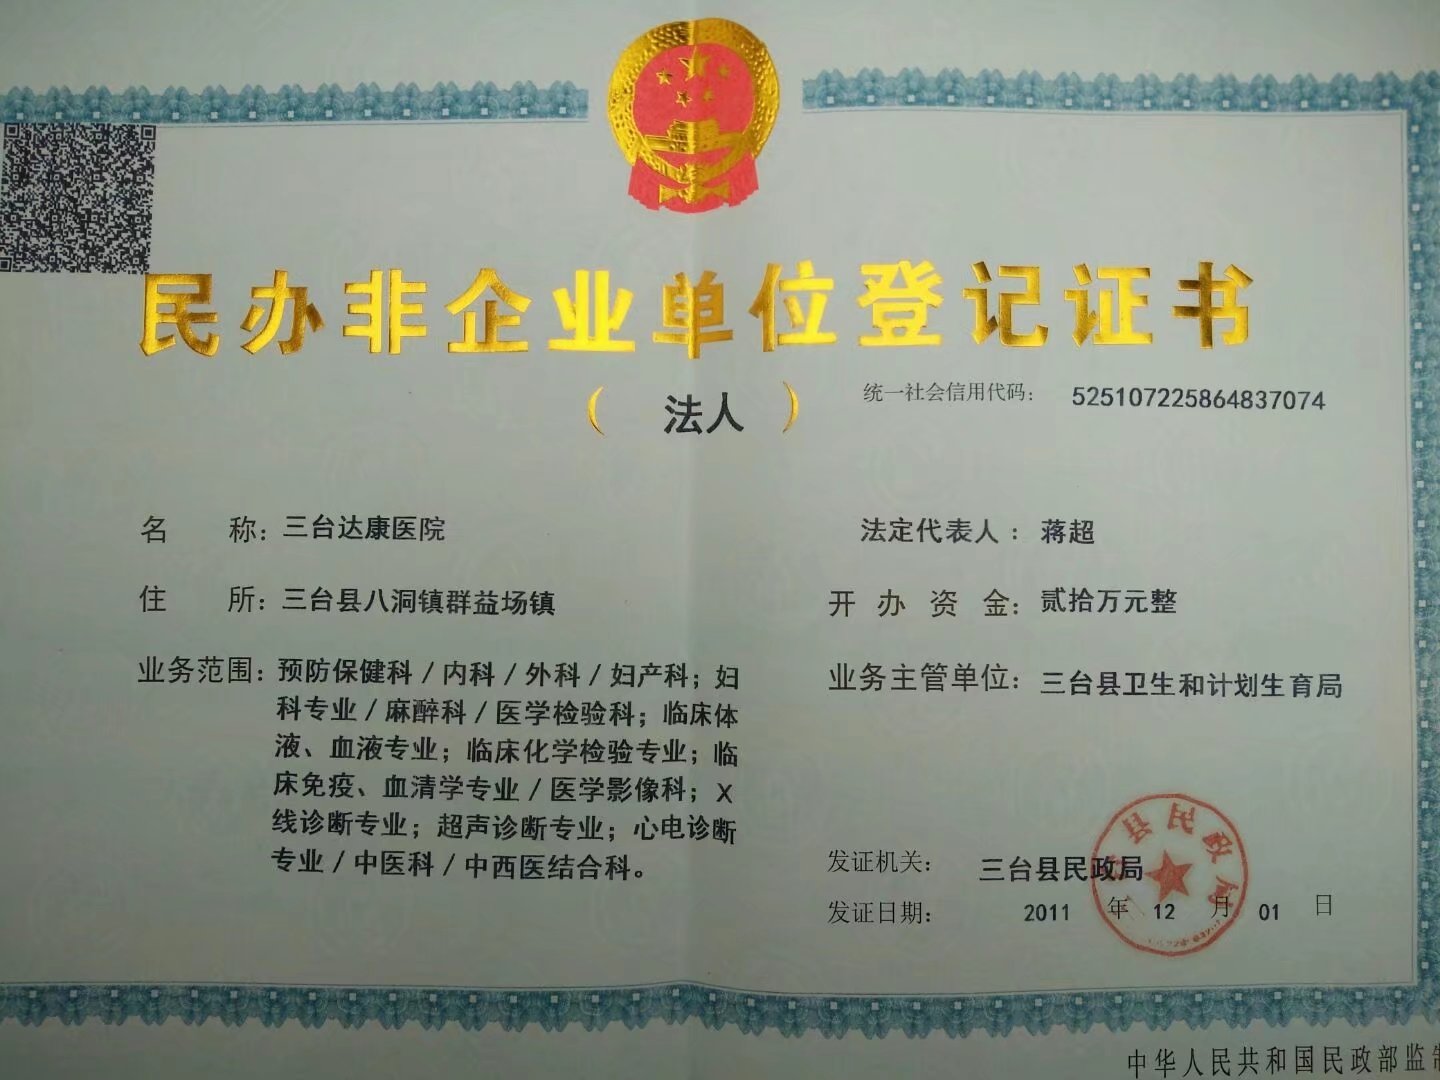 民办非企业单位登记证书
（法人）
统一社会信用代码： 525107225864837074
名 称：三台达康医院
法定代表人：蒋超
住 所：三台县八洞镇群益场镇
开办资金：贰拾万元整
业务范围：预防保健科/内科/外科/妇产科；妇
科专业/麻醉科/医学检验科；临床体
液、血液专业；临床化学检验专业；临
床免疫、血清学专业/医学影像科；X
线诊断专业；超声诊断专业；心电诊断
专业/中医科/中西医结合科。
业务主管单位：三台县卫生和计划生育局
发证机关： 三台县民政局
发证日期： 2011 年 12 月 01 日
县民政局
中华人民共和国民政部监制